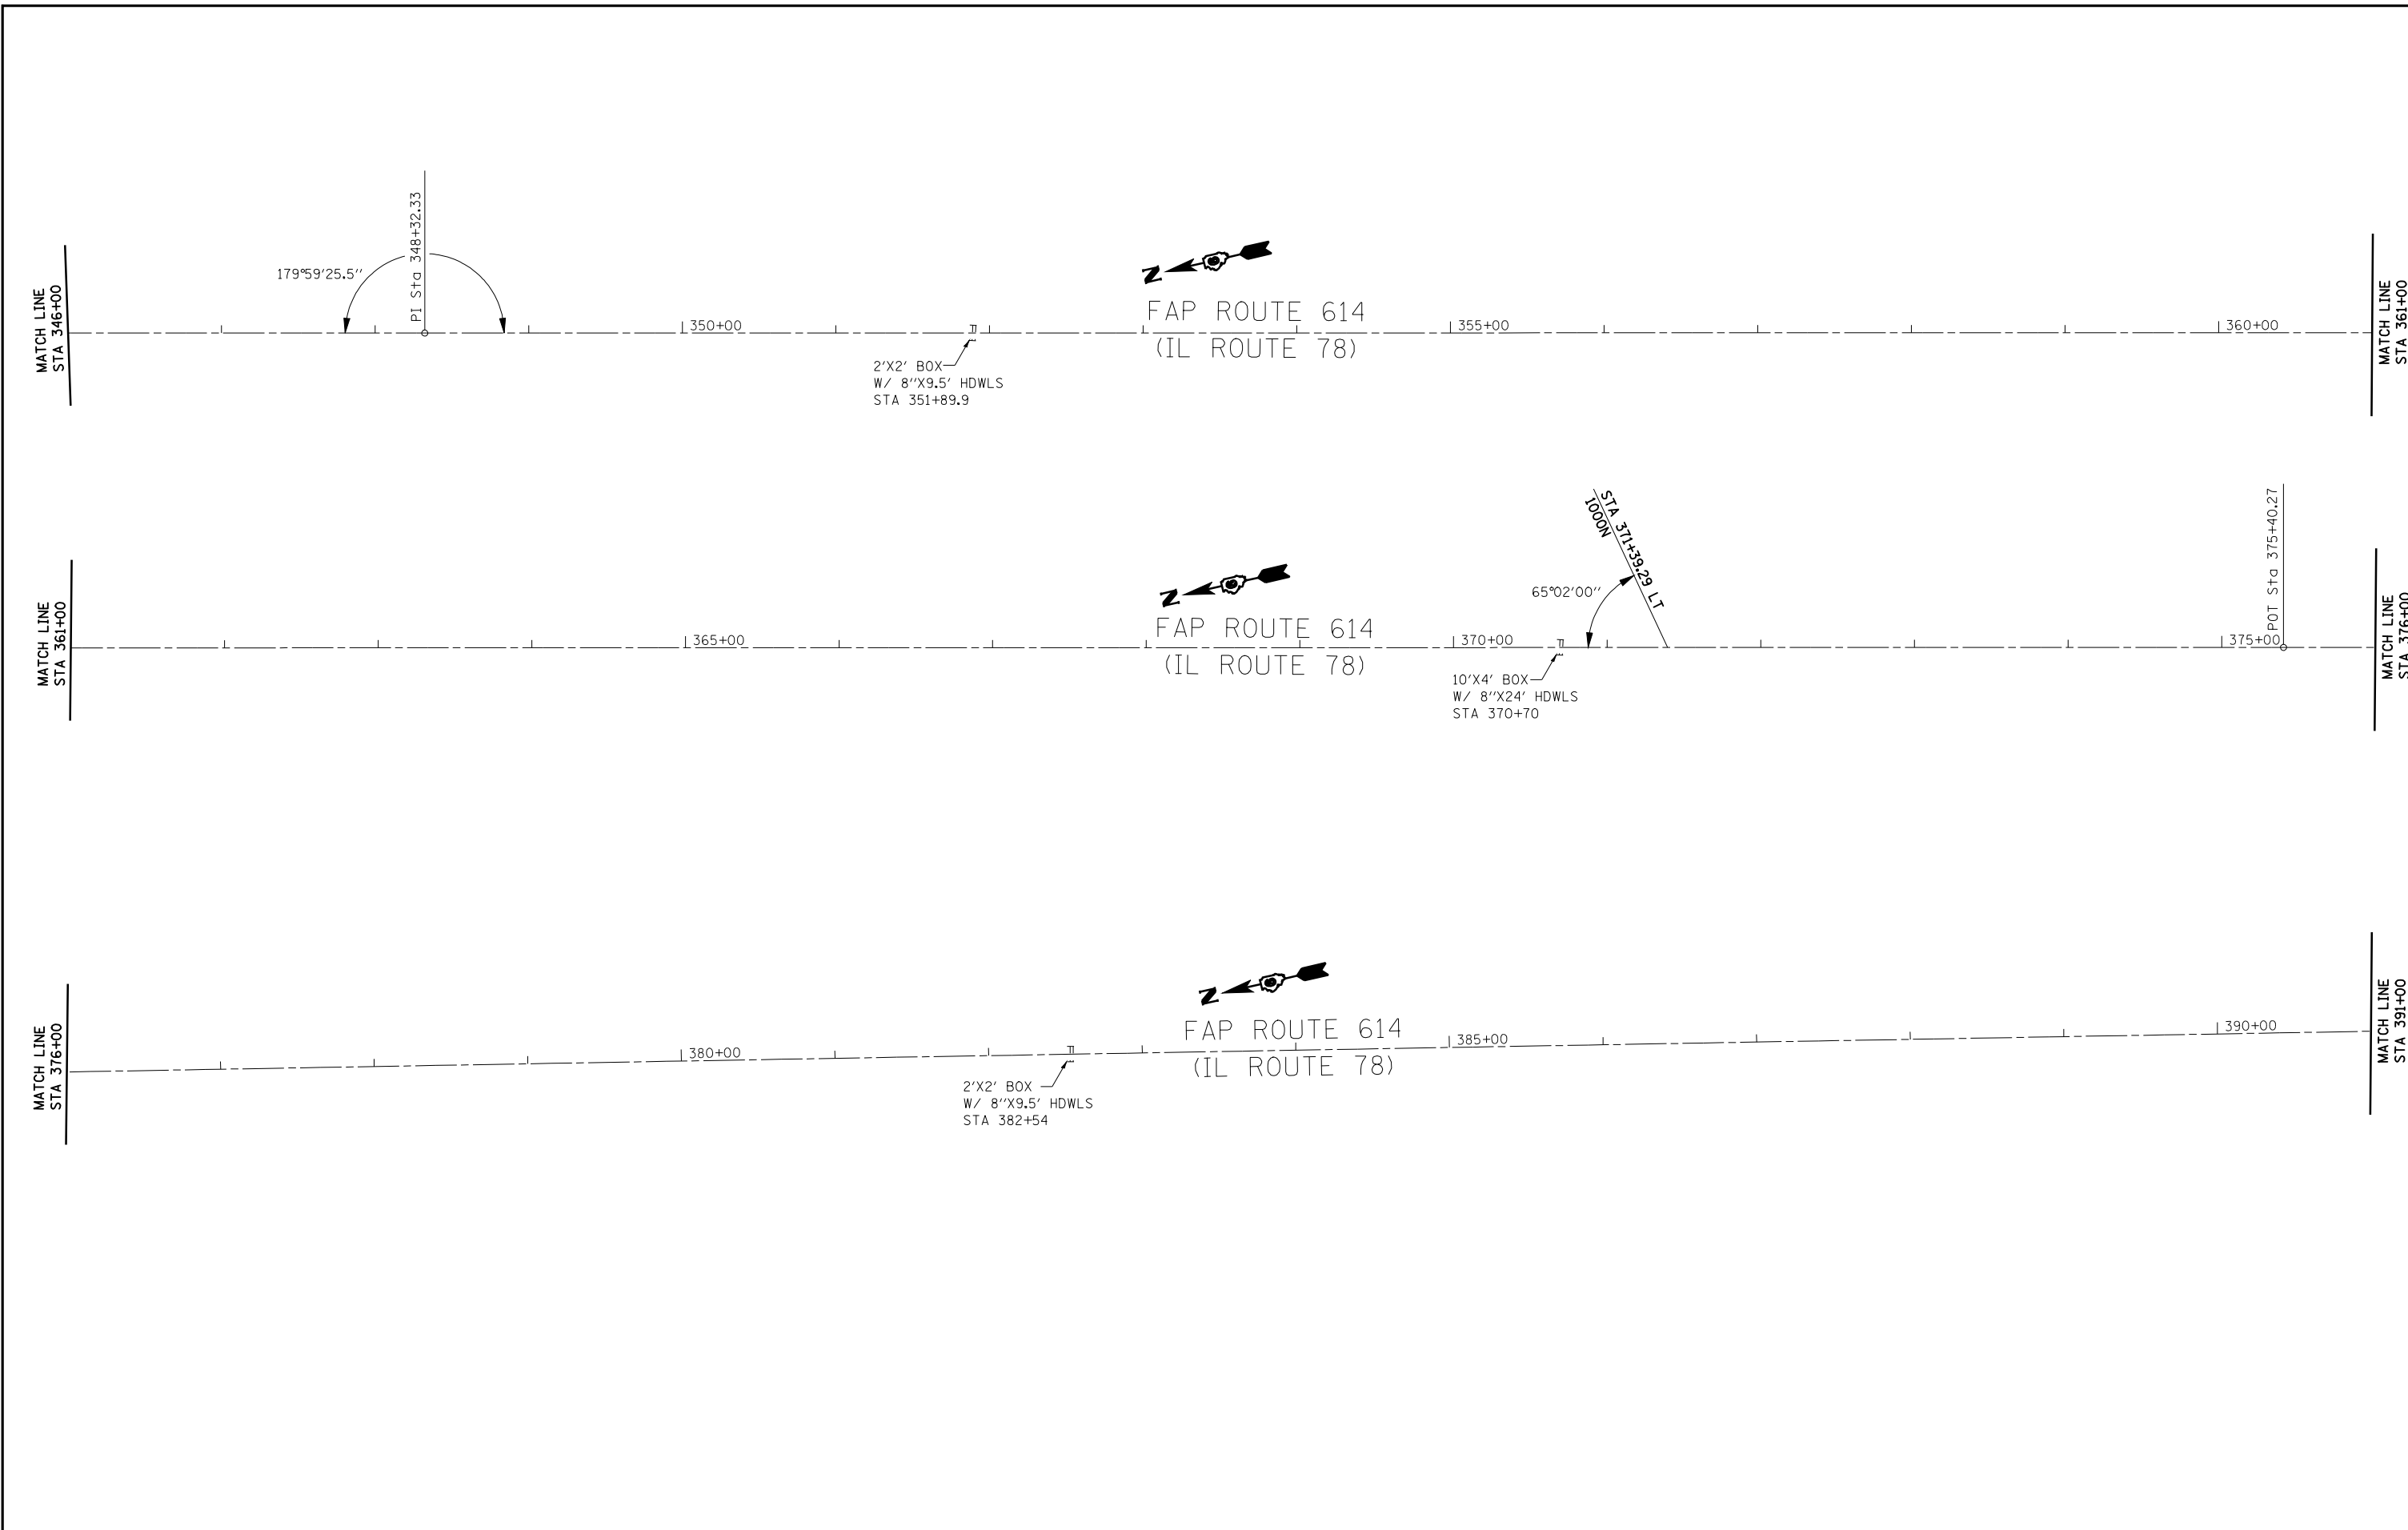 MATCH LINE
STA 346+00
179°59'25.5"
PI Sta 348+32.33
350+00
2'X2' BOX
W/ 8"X9.5' HDWLS
STA 351+89.9
N
FAP ROUTE 614
(IL ROUTE 78)
355+00
360+00
MATCH LINE
STA 361+00
MATCH LINE
STA 361+00
365+00
N
FAP ROUTE 614
(IL ROUTE 78)
370+00
10'X4' BOX
W/ 8"X24' HDWLS
STA 370+70
65°02'00"
STA 371+39.29 LT
1000N
375+00
POT Sta 375+40.27
MATCH LINE
STA 376+00
MATCH LINE
STA 376+00
380+00
2'X2' BOX
W/ 8"X9.5' HDWLS
STA 382+54
N
FAP ROUTE 614
(IL ROUTE 78)
385+00
390+00
MATCH LINE
STA 391+00